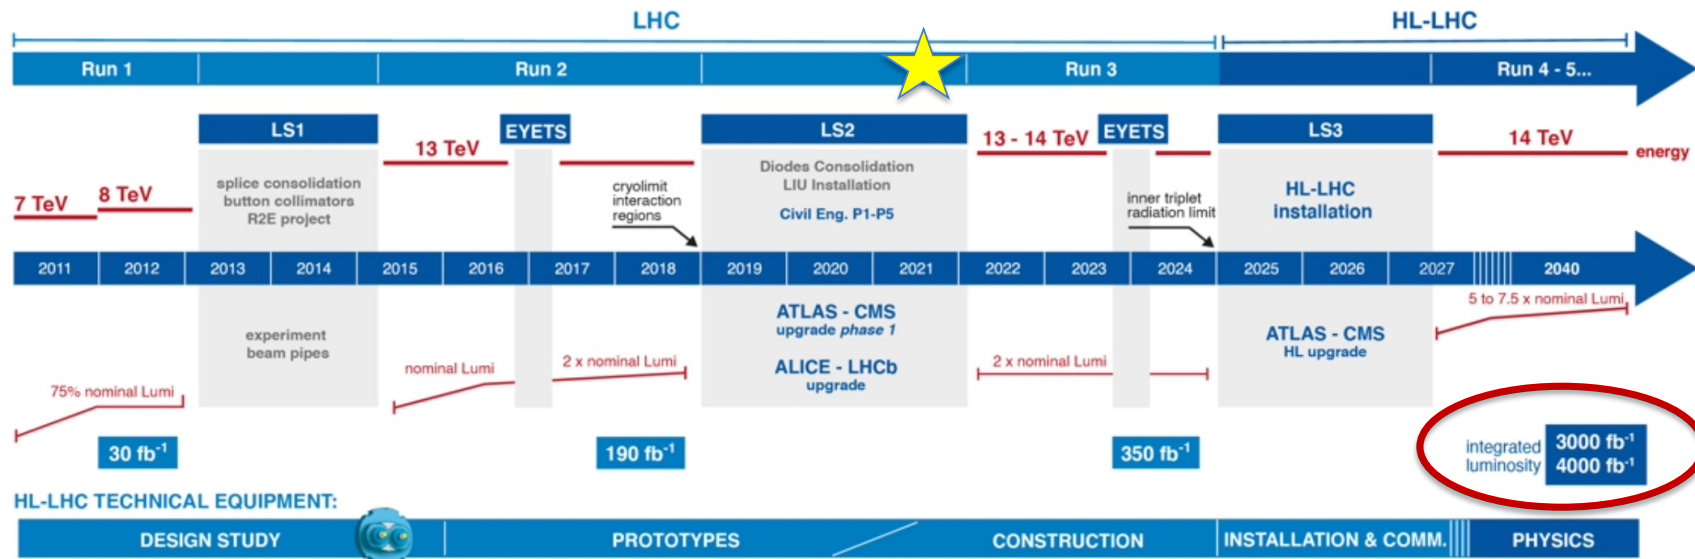 LHC
HL-LHC
Run 1
Run 2
Run 3
Run 4 - 5...
LS1
EYETS
LS2
EYETS
LS3
7 TeV
8 TeV
13 TeV
13 - 14 TeV
14 TeV
energy
splice consolidation
button collimators
R2E project
cryolimit
interaction
regions
Diodes Consolidation
LIU Installation
Civil Eng. P1-P5
inner triplet
radiation limit
HL-LHC
installation
2011
2012
2013
2014
2015
2016
2017
2018
2019
2020
2021
2022
2023
2024
2025
2026
2027
2040
75% nominal Lumi
experiment
beam pipes
nominal Lumi
2 x nominal Lumi
ATLAS - CMS
upgrade phase 1
ALICE - LHCb
upgrade
2 x nominal Lumi
ATLAS - CMS
HL upgrade
5 to 7.5 x nominal Lumi
30 fb⁻¹
190 fb⁻¹
350 fb⁻¹
integrated
luminosity
3000 fb⁻¹
4000 fb⁻¹
HL-LHC TECHNICAL EQUIPMENT:
DESIGN STUDY
PROTOTYPES
CONSTRUCTION
INSTALLATION & COMM.
PHYSICS